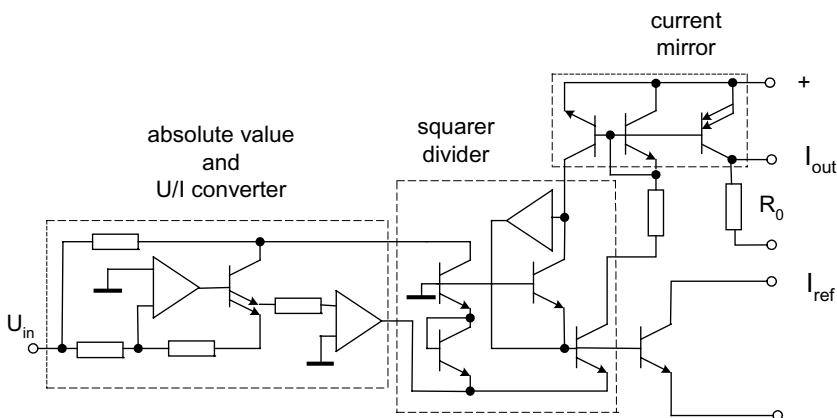 current
mirror
+
absolute value
and
U/I converter
squarer
divider
I_out
R_0
I_ref
U_in